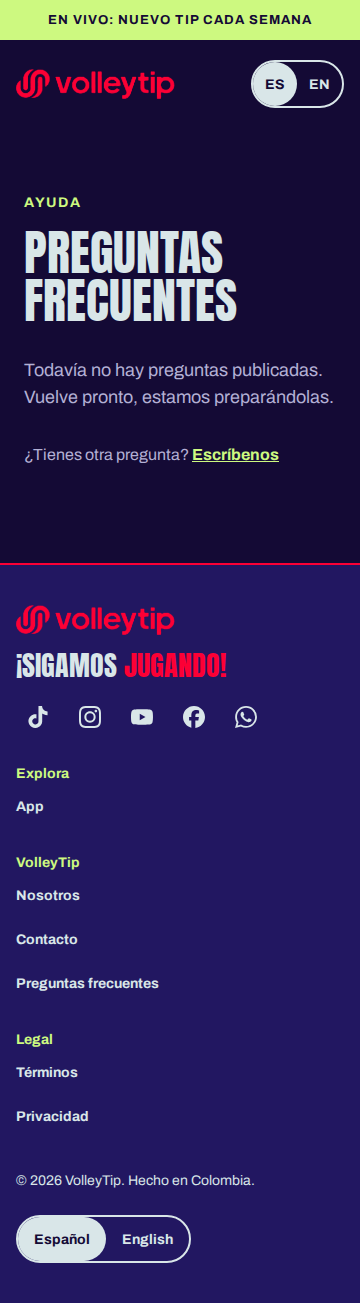 EN VIVO: NUEVO TIP CADA SEMANA
volleytip
ES EN
AYUDA
PREGUNTAS
FRECUENTES
Todavía no hay preguntas publicadas.
Vuelve pronto, estamos preparándolas.
¿Tienes otra pregunta? Escríbenos
volleytip
¡SIGAMOS JUGANDO!
Explora
App
VolleyTip
Nosotros
Contacto
Preguntas frecuentes
Legal
Términos
Privacidad
© 2026 VolleyTip. Hecho en Colombia.
Español English